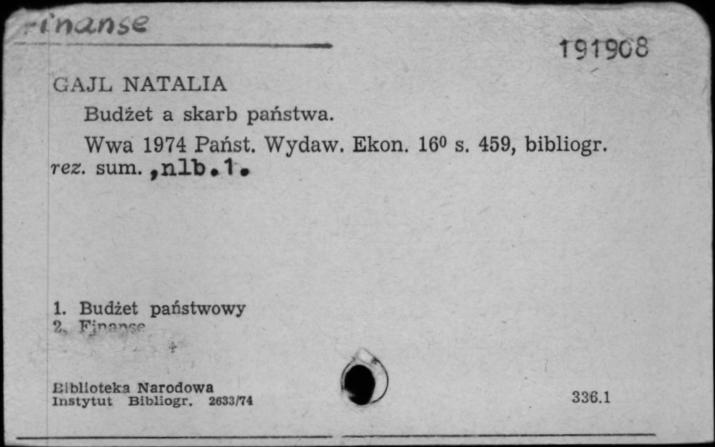 Finanse
191908
GAJL NATALIA
Budżet a skarb państwa.
Wwa 1974 Państ. Wydaw. Ekon. 16⁰ s. 459, bibliogr.
rez. sum. ,nlb.1.
1. Budżet państwowy
2. Finanse
Biblioteka Narodowa
Instytut Bibliogr. 2633/74
336.1